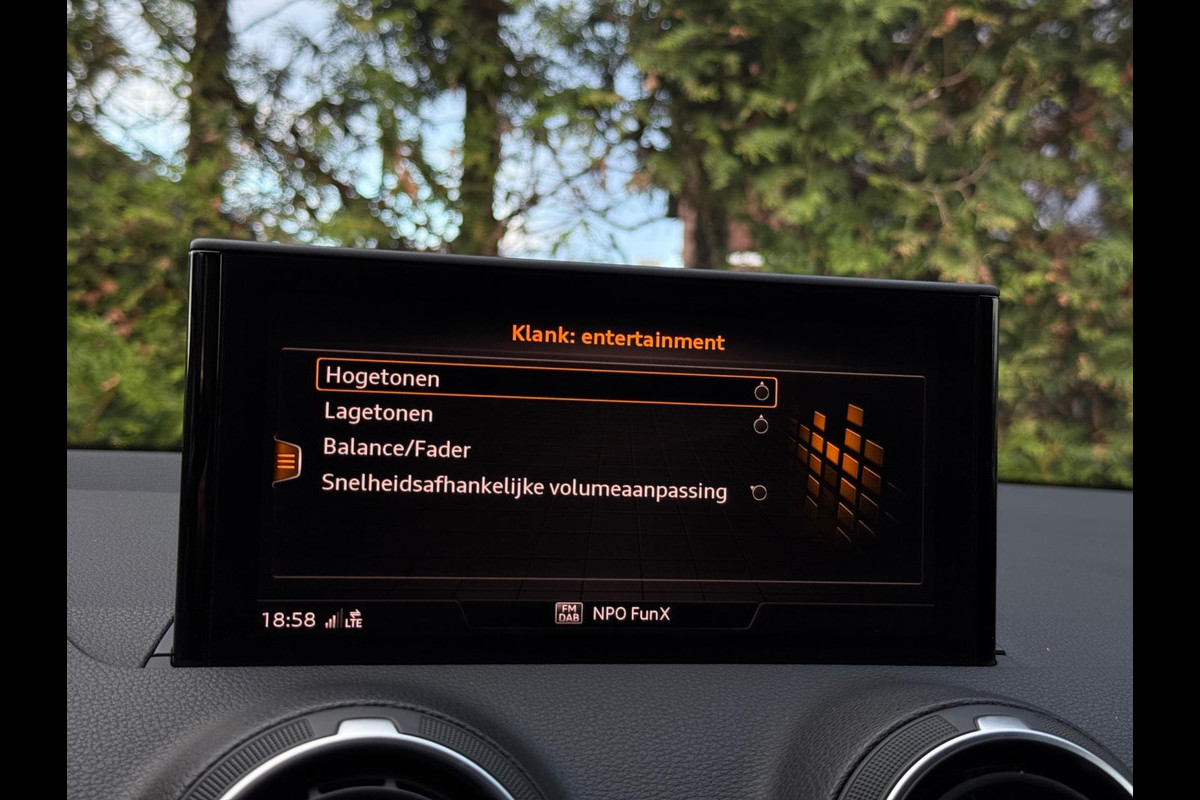 Klank: entertainment
Hogetonen
Lagetonen
Balance/Fader
Snelheidsafhankelijke volumeaanpassing
18:58 LTE FM DAB NPO FunX